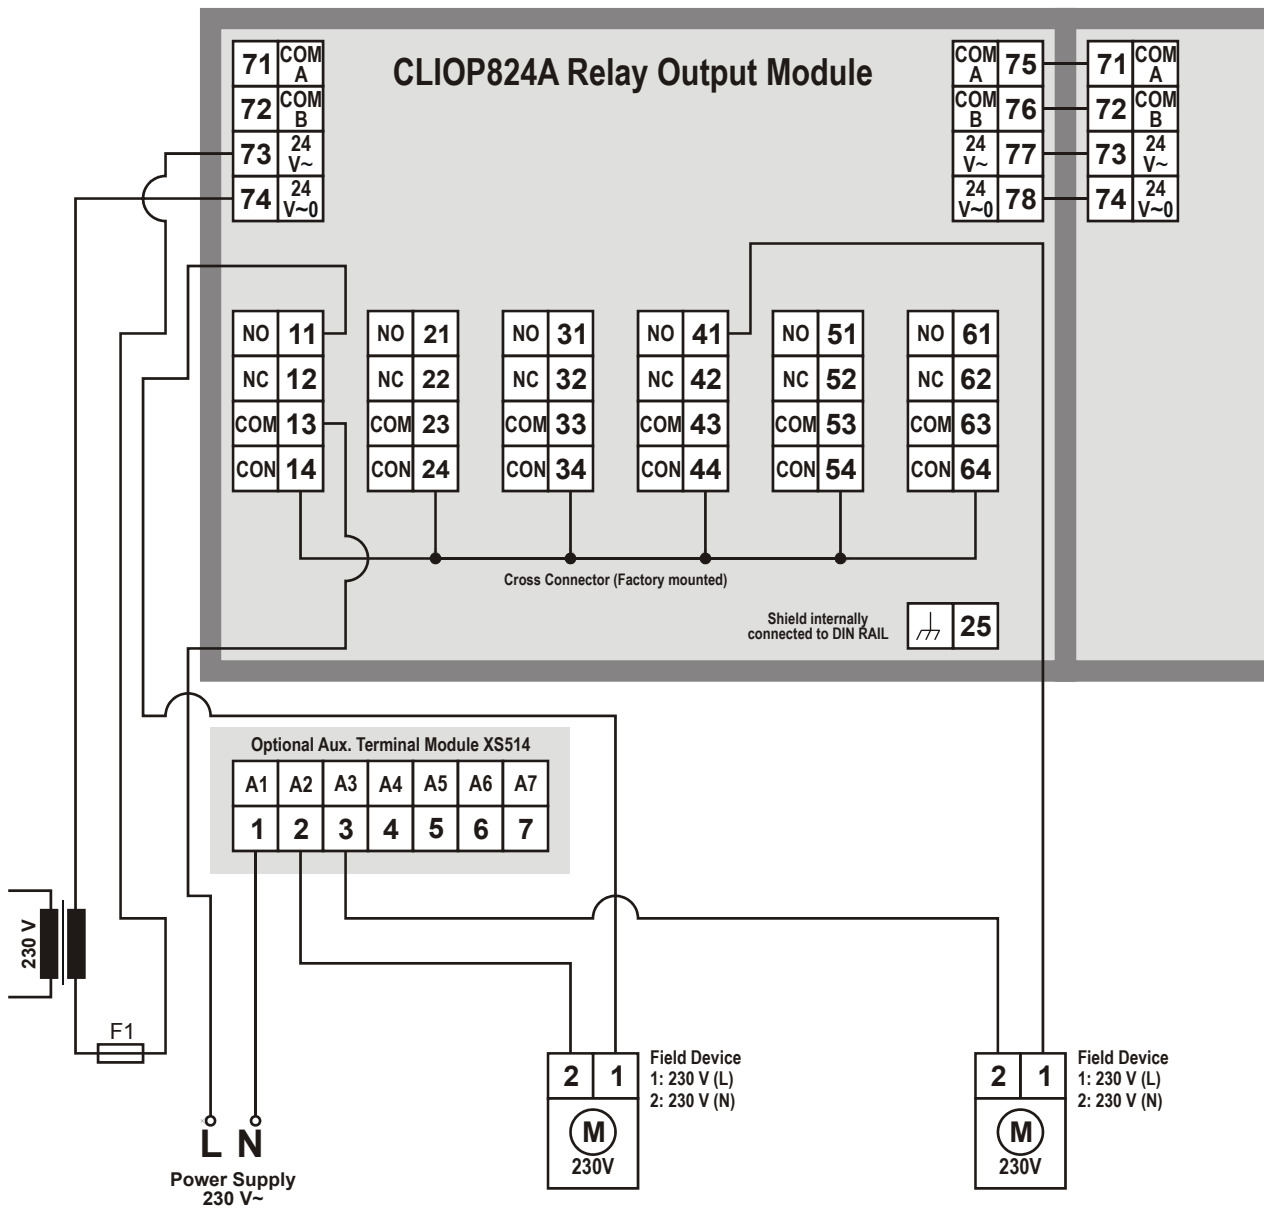 CLIOP824A Relay Output Module
71 COM A
72 COM B
73 24 V~
74 24 V~0
COM A 75
COM B 76
24 V~ 77
24 V~0 78
71 COM A
72 COM B
73 24 V~
74 24 V~0
NO 11 NO 21 NO 31 NO 41 NO 51 NO 61
NC 12 NC 22 NC 32 NC 42 NC 52 NC 62
COM 13 COM 23 COM 33 COM 43 COM 53 COM 63
CON 14 CON 24 CON 34 CON 44 CON 54 CON 64
Cross Connector (Factory mounted)
Shield internally
connected to DIN RAIL
25
Optional Aux. Terminal Module XS514
A1 A2 A3 A4 A5 A6 A7
1 2 3 4 5 6 7
230 V
F1
L N
Power Supply
230 V~
2 1
M
230V
Field Device
1: 230 V (L)
2: 230 V (N)
2 1
M
230V
Field Device
1: 230 V (L)
2: 230 V (N)